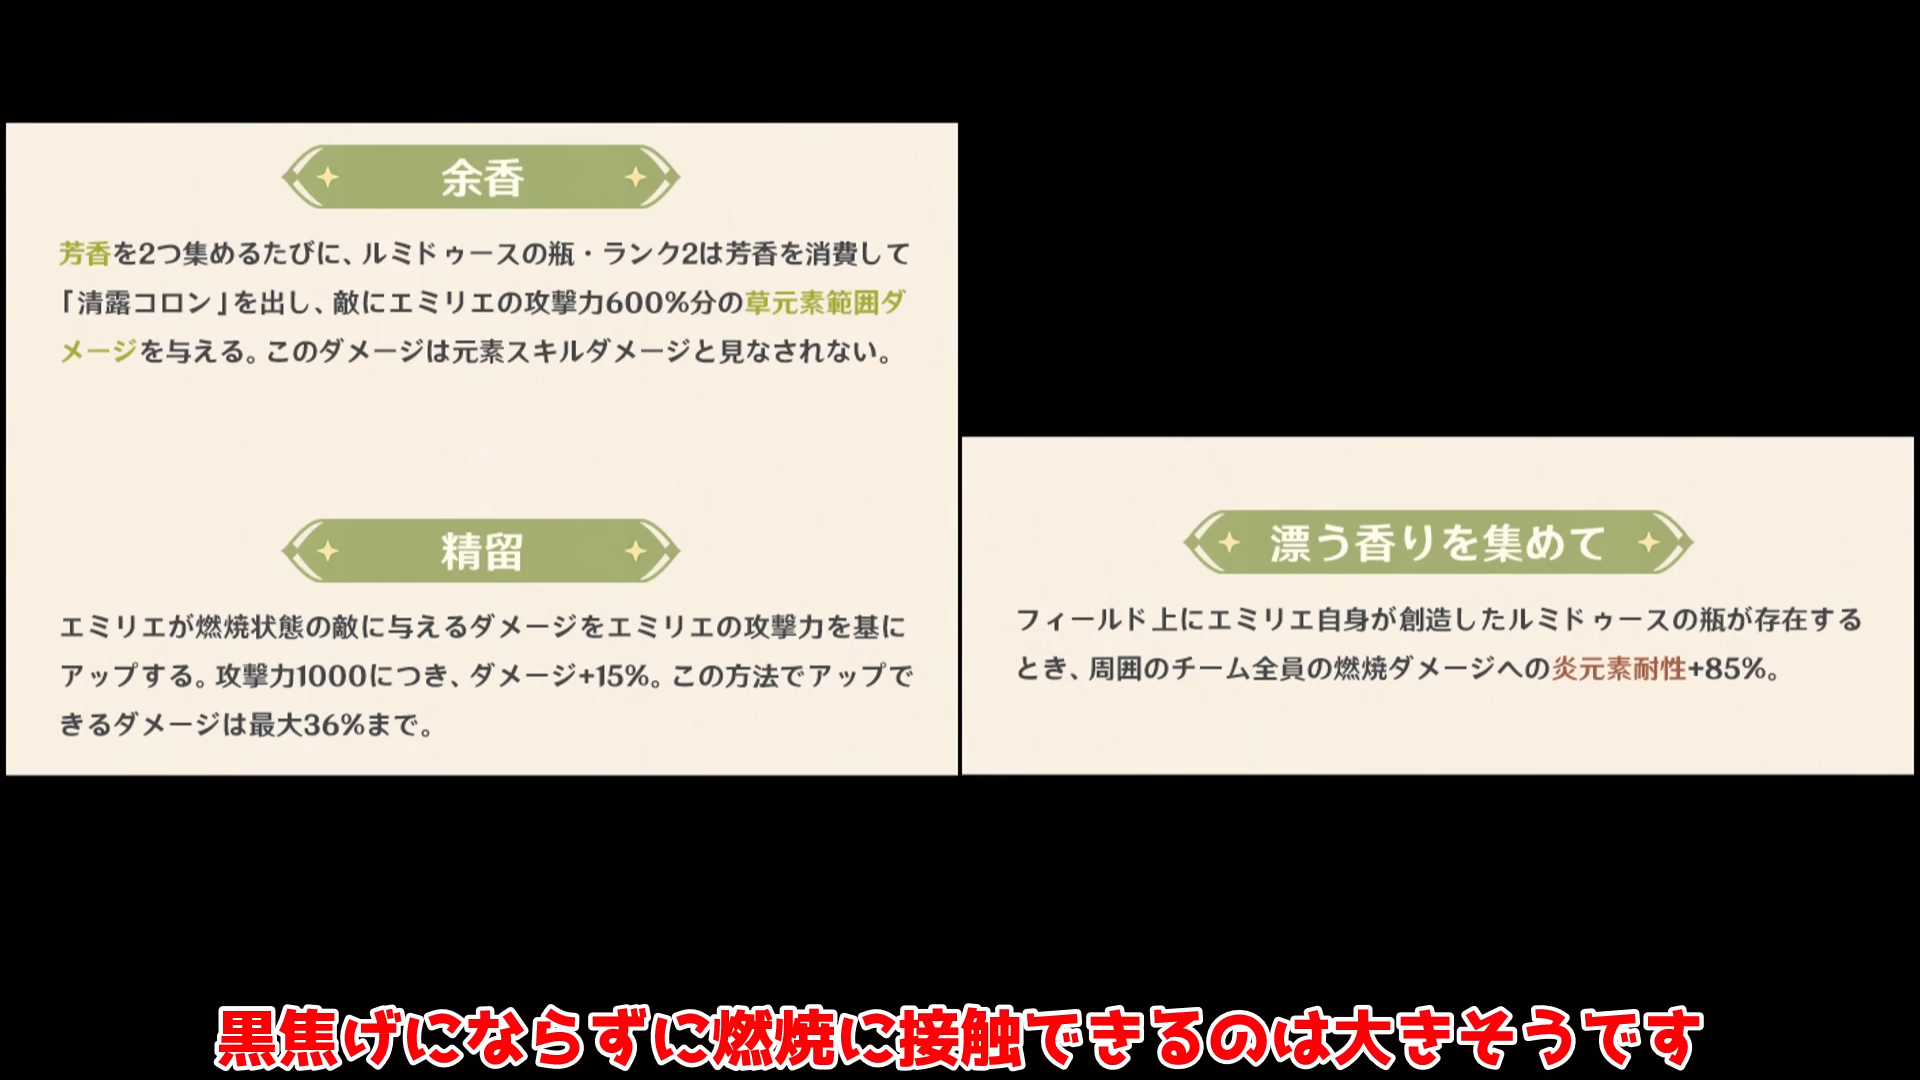 余香
芳香を2つ集めるたびに、ルミドゥースの瓶・ランク2は芳香を消費して
「清露コロン」を出し、敵にエミリエの攻撃力600%分の草元素範囲ダ
メージを与える。このダメージは元素スキルダメージと見なされない。
精留
エミリエが燃焼状態の敵に与えるダメージをエミリエの攻撃力を基に
アップする。攻撃力1000につき、ダメージ+15%。この方法でアップで
きるダメージは最大36%まで。
漂う香りを集めて
フィールド上にエミリエ自身が創造したルミドゥースの瓶が存在する
とき、周囲のチーム全員の燃焼ダメージへの炎元素耐性+85%。
黒焦げにならずに燃焼に接触できるのは大きそうです